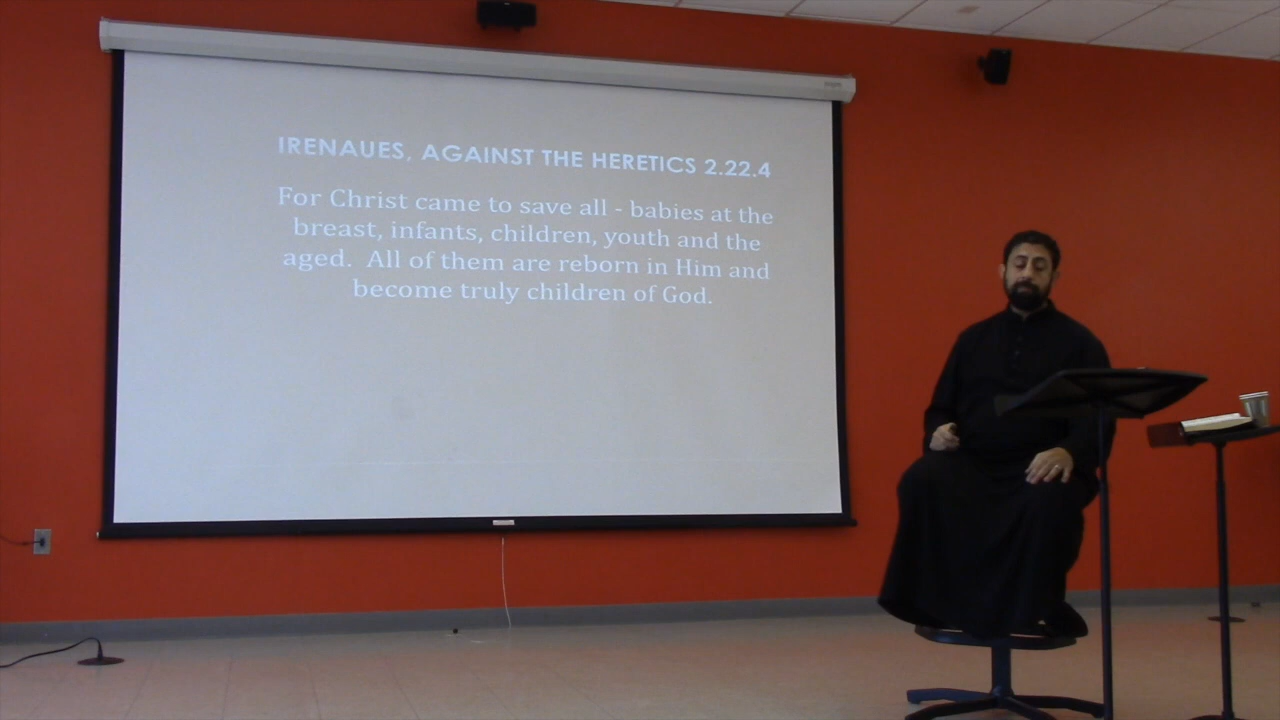 IRENAUES, AGAINST THE HERETICS 2.22.4
For Christ came to save all - babies at the
breast, infants, children, youth and the
aged.  All of them are reborn in Him and
become truly children of God.